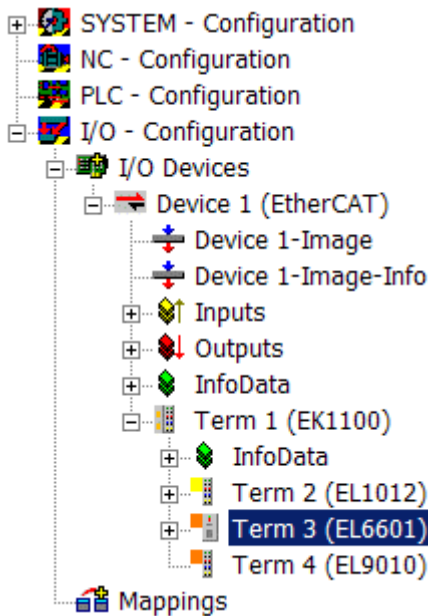 SYSTEM - Configuration
NC - Configuration
PLC - Configuration
I/O - Configuration
I/O Devices
Device 1 (EtherCAT)
Device 1-Image
Device 1-Image-Info
Inputs
Outputs
InfoData
Term 1 (EK1100)
InfoData
Term 2 (EL1012)
Term 3 (EL6601)
Term 4 (EL9010)
Mappings